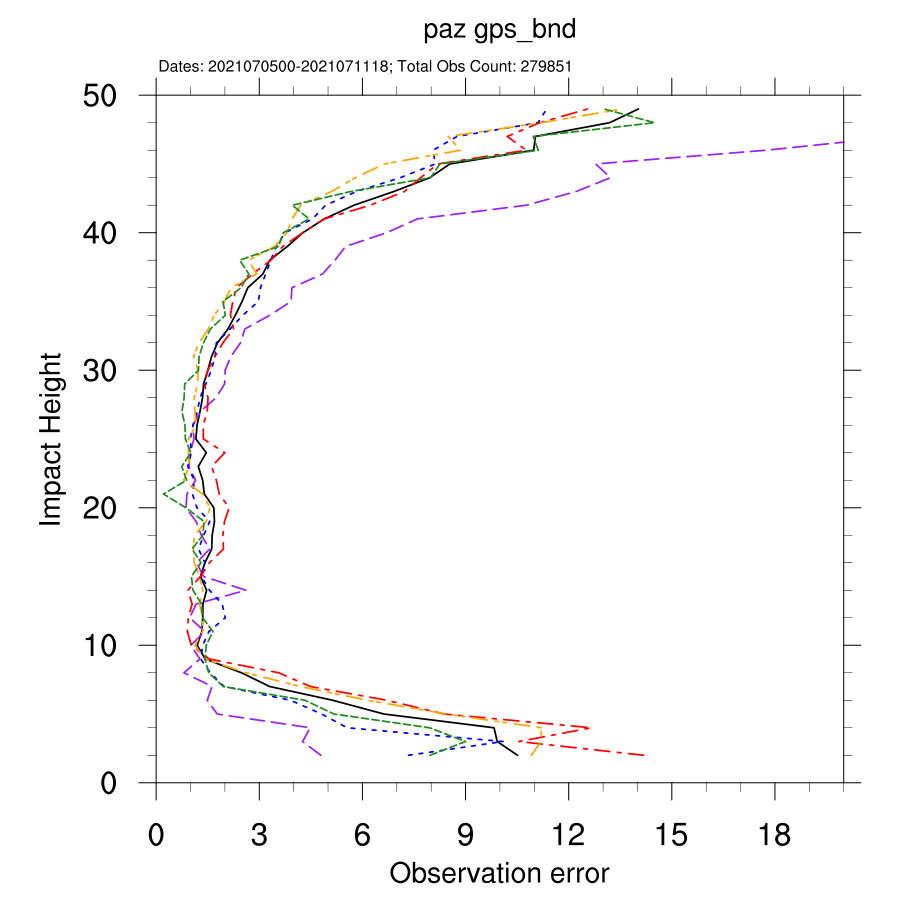 paz gps_bnd
Dates: 2021070500-2021071118; Total Obs Count: 279851
50
40
30
20
10
0
Impact Height
0 3 6 9 12 15 18
Observation error